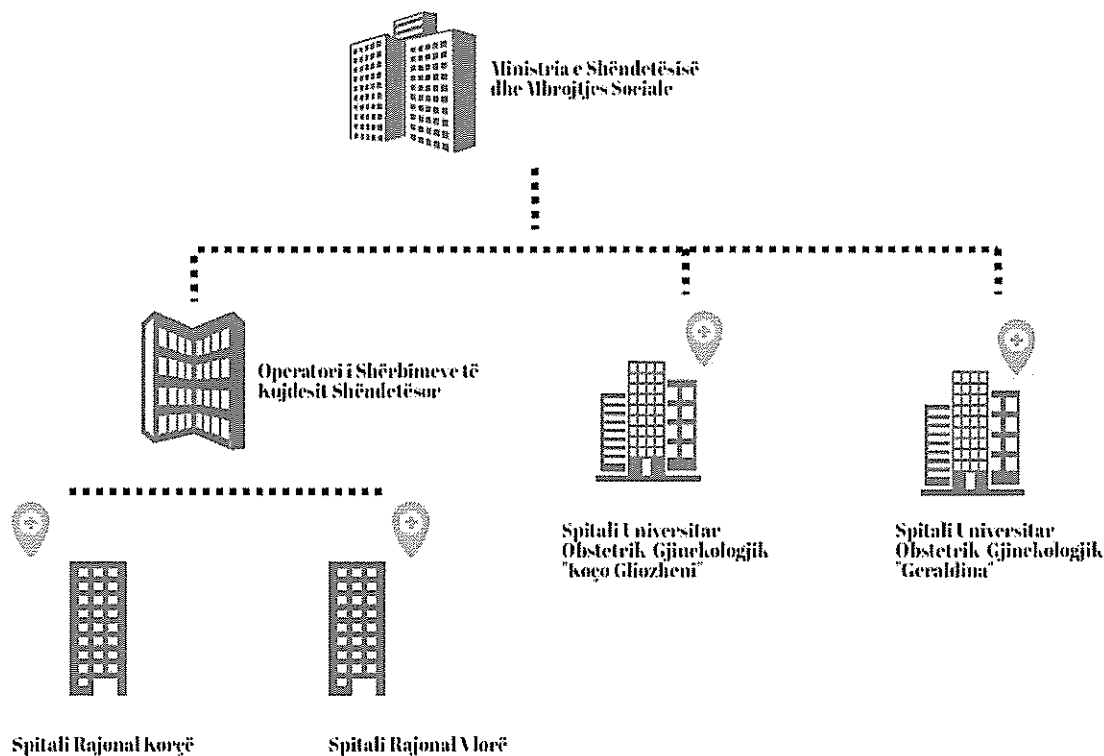 Ministria e Shëndetësisë
dhe Mbrojtjes Sociale
Operatori i Shërbimeve të
Kujdesit Shëndetësor
Spitali Universitar
Obstetrik Gjinekologjik
"Koço Gliozheni"
Spitali Universitar
Obstetrik Gjinekologjik
"Geraldina"
Spitali Rajonal Korçë
Spitali Rajonal Vlorë